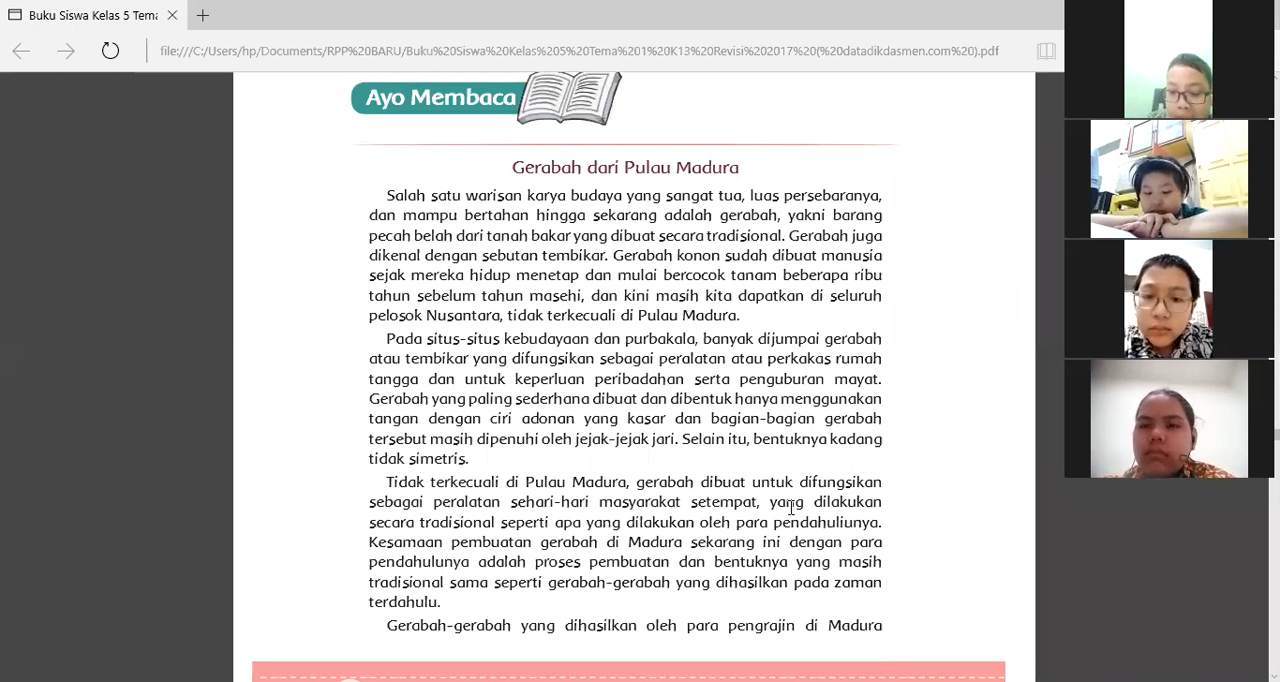 Buku Siswa Kelas 5 Tema
file:///C:/Users/hp/Documents/RPP%20BARU/Buku%20Siswa%20Kelas%205%20Tema%201%20K13%20Revisi%202017%20(%20datadikdasmen.com%20).pdf
Ayo Membaca
Gerabah dari Pulau Madura
Salah satu warisan karya budaya yang sangat tua, luas persebaranya,
dan mampu bertahan hingga sekarang adalah gerabah, yakni barang
pecah belah dari tanah bakar yang dibuat secara tradisional. Gerabah juga
dikenal dengan sebutan tembikar. Gerabah konon sudah dibuat manusia
sejak mereka hidup menetap dan mulai bercocok tanam beberapa ribu
tahun sebelum tahun masehi, dan kini masih kita dapatkan di seluruh
pelosok Nusantara, tidak terkecuali di Pulau Madura.
Pada situs-situs kebudayaan dan purbakala, banyak dijumpai gerabah
atau tembikar yang difungsikan sebagai peralatan atau perkakas rumah
tangga dan untuk keperluan peribadahan serta penguburan mayat.
Gerabah yang paling sederhana dibuat dan dibentuk hanya menggunakan
tangan dengan ciri adonan yang kasar dan bagian-bagian gerabah
tersebut masih dipenuhi oleh jejak-jejak jari. Selain itu, bentuknya kadang
tidak simetris.
Tidak terkecuali di Pulau Madura, gerabah dibuat untuk difungsikan
sebagai peralatan sehari-hari masyarakat setempat, yang dilakukan
secara tradisional seperti apa yang dilakukan oleh para pendahuliunya.
Kesamaan pembuatan gerabah di Madura sekarang ini dengan para
pendahulunya adalah proses pembuatan dan bentuknya yang masih
tradisional sama seperti gerabah-gerabah yang dihasilkan pada zaman
terdahulu.
Gerabah-gerabah yang dihasilkan oleh para pengrajin di Madura